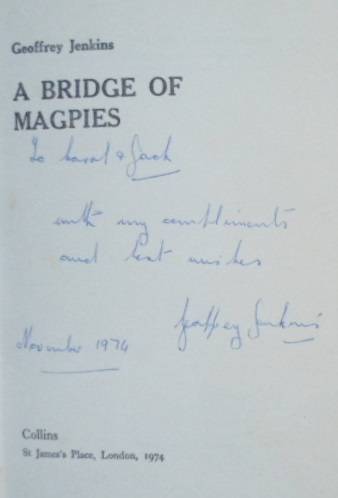 Geoffrey Jenkins
A BRIDGE OF
MAGPIES
To & Jack
with my compliments
and best wishes
Geoffrey Jenkins
November 1974
Collins
St James's Place, London, 1974